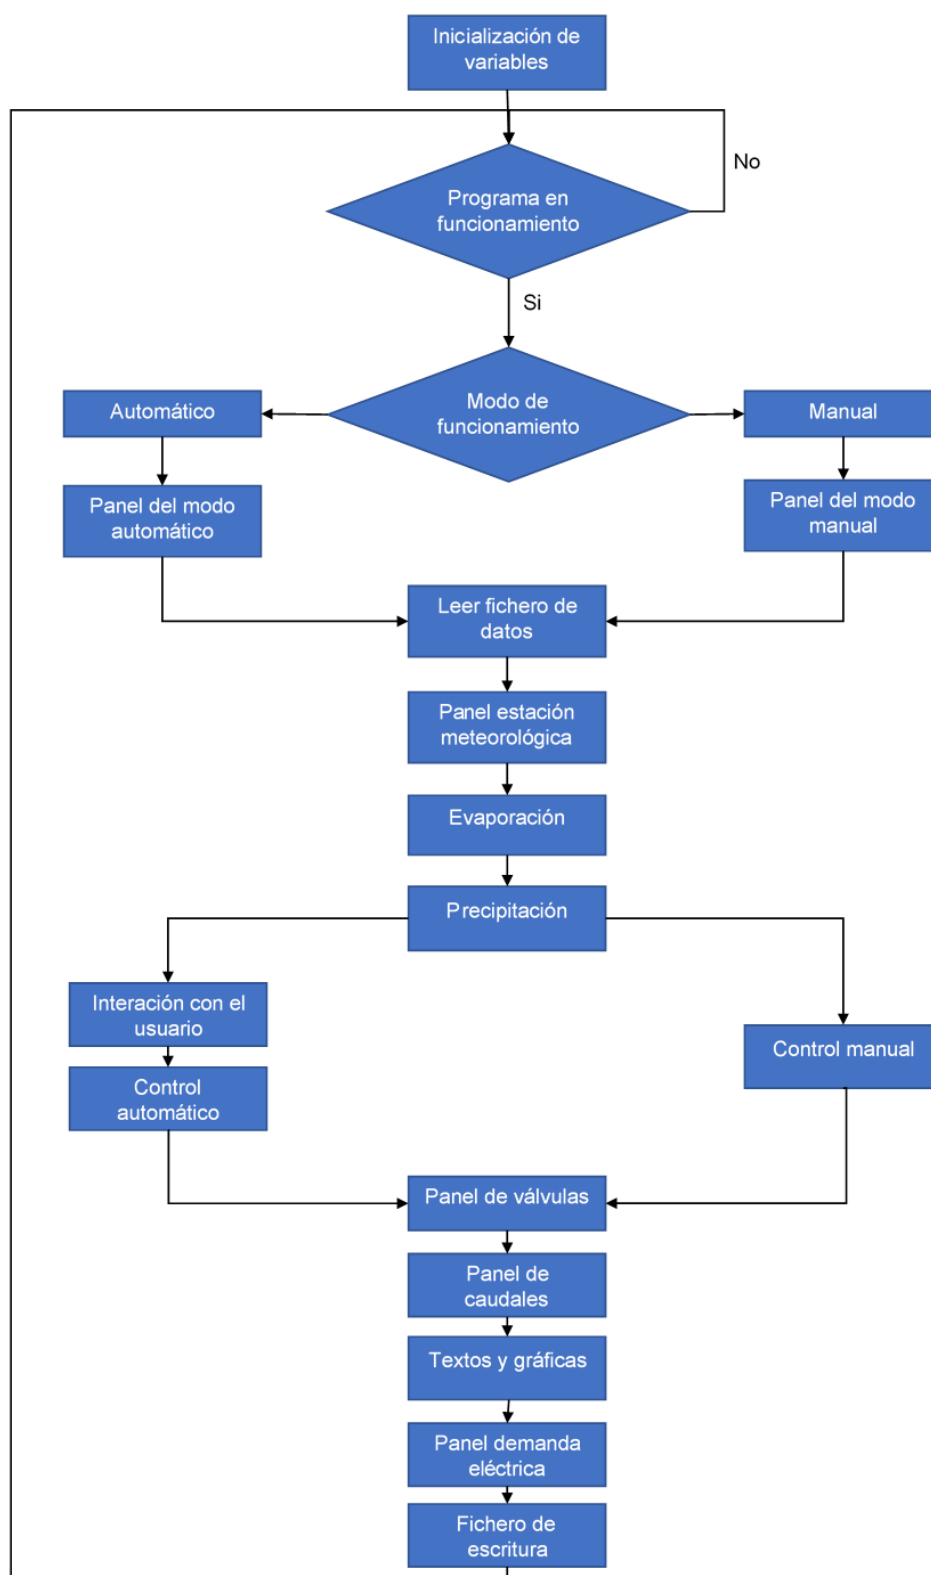 Inicialización de
variables
No
Programa en
funcionamiento
Si
Modo de
funcionamiento
Automático
Manual
Panel del modo
automático
Panel del modo
manual
Leer fichero de
datos
Panel estación
meteorológica
Evaporación
Precipitación
Interación con el
usuario
Control manual
Control
automático
Panel de válvulas
Panel de
caudales
Textos y gráficas
Panel demanda
eléctrica
Fichero de
escritura